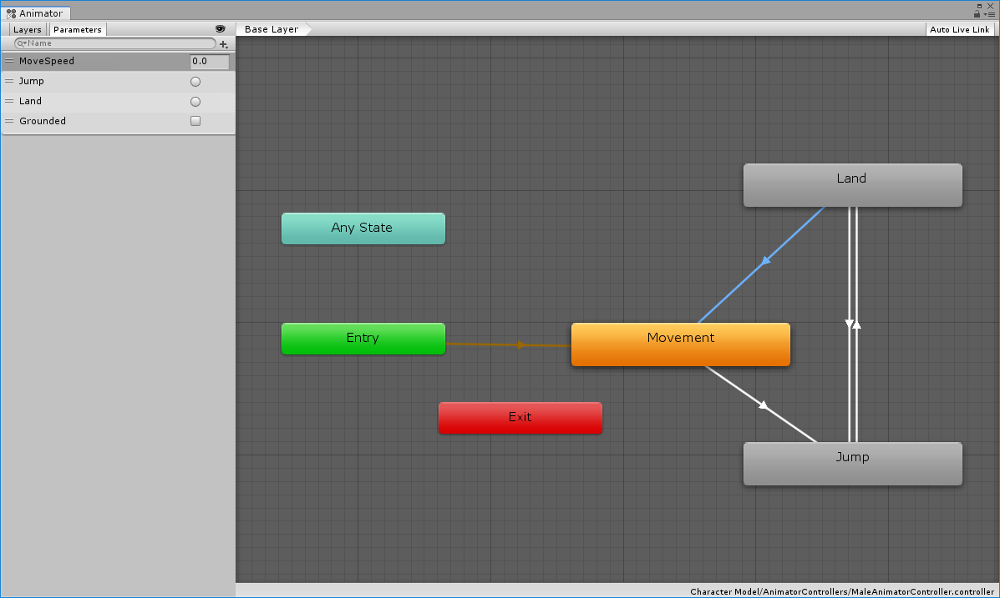 Animator
Layers Parameters
Base Layer
Auto Live Link
Name
MoveSpeed 0.0
Jump
Land
Grounded
Land
Any State
Entry
Movement
Exit
Jump
Character Model/AnimatorControllers/MaleAnimatorController.controller